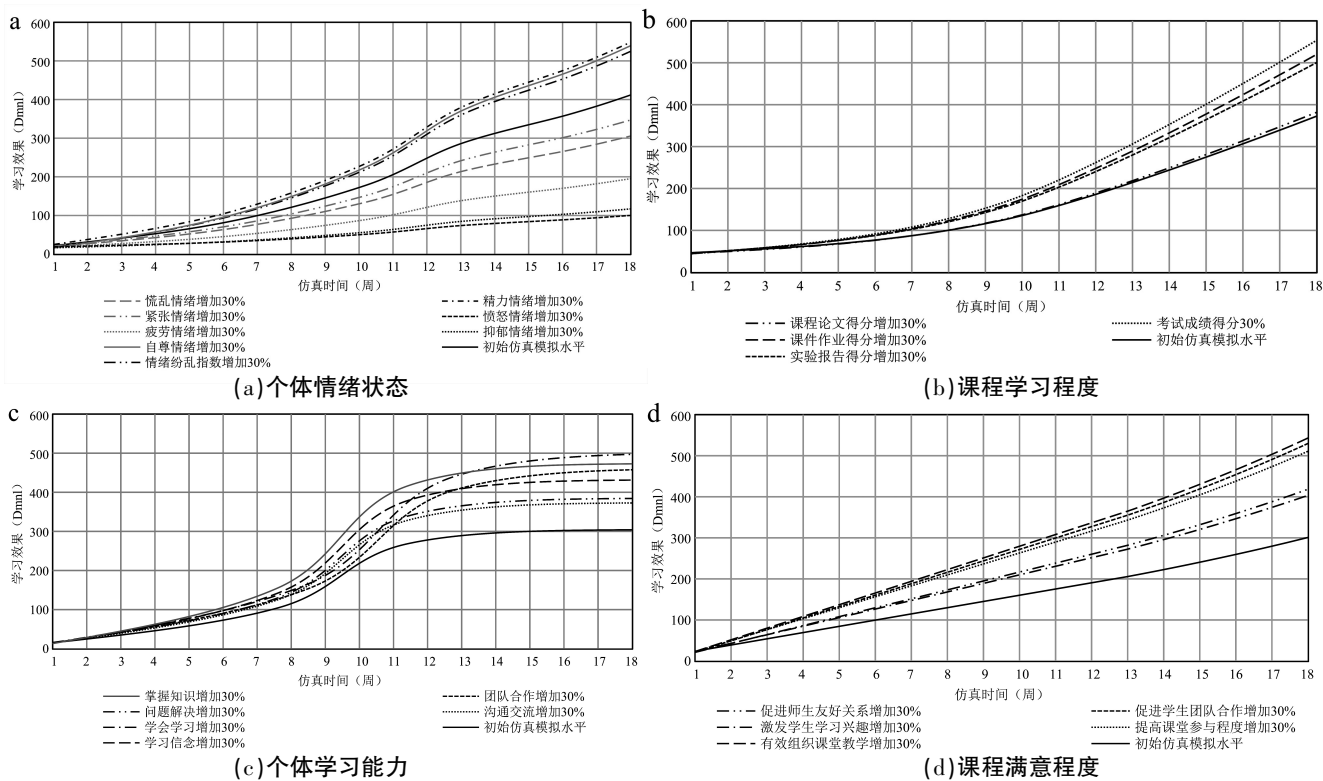 a
600
500
400
300
200
100
0
学习效果（Dmnl）
1 2 3 4 5 6 7 8 9 10 11 12 13 14 15 16 17 18
仿真时间（周）
慌乱情绪增加30%
紧张情绪增加30%
疲劳情绪增加30%
自尊情绪增加30%
情绪纷乱指数增加30%
精力情绪增加30%
愤怒情绪增加30%
抑郁情绪增加30%
初始仿真模拟水平
(a)个体情绪状态
b
600
500
400
300
200
100
0
学习效果（Dmnl）
1 2 3 4 5 6 7 8 9 10 11 12 13 14 15 16 17 18
仿真时间（周）
课程论文得分增加30%
课件作业得分增加30%
实验报告得分增加30%
考试成绩得分30%
初始仿真模拟水平
(b)课程学习程度
c
600
500
400
300
200
100
0
学习效果（Dmnl）
1 2 3 4 5 6 7 8 9 10 11 12 13 14 15 16 17 18
仿真时间（周）
掌握知识增加30%
问题解决增加30%
学会学习增加30%
学习信念增加30%
团队合作增加30%
沟通交流增加30%
初始仿真模拟水平
(c)个体学习能力
d
600
500
400
300
200
100
0
学习效果（Dmnl）
1 2 3 4 5 6 7 8 9 10 11 12 13 14 15 16 17 18
仿真时间（周）
促进师生友好关系增加30%
激发学生学习兴趣增加30%
有效组织课堂教学增加30%
促进学生团队合作增加30%
提高课堂参与程度增加30%
初始仿真模拟水平
(d)课程满意程度